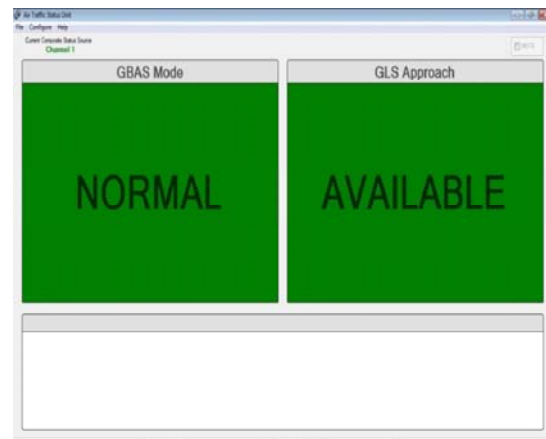 Air Traffic Status Unit
File Configure Help
Current Composite Status Source
Channel 1
GBAS Mode
GLS Approach
NORMAL
AVAILABLE